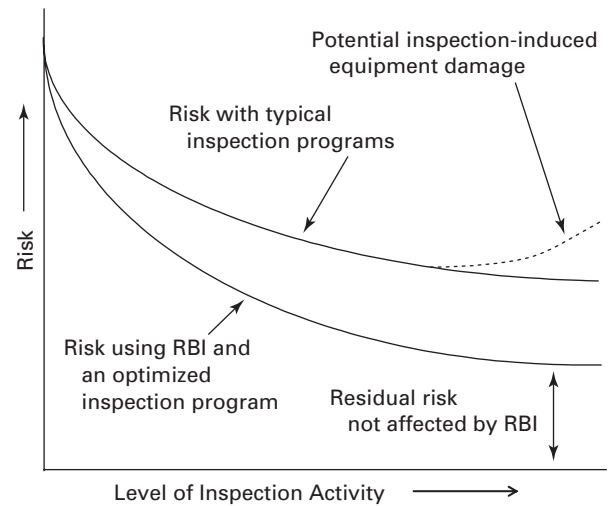 Potential inspection-induced
equipment damage
Risk with typical
inspection programs
Risk
Risk using RBI and
an optimized
inspection program
Residual risk
not affected by RBI
Level of Inspection Activity